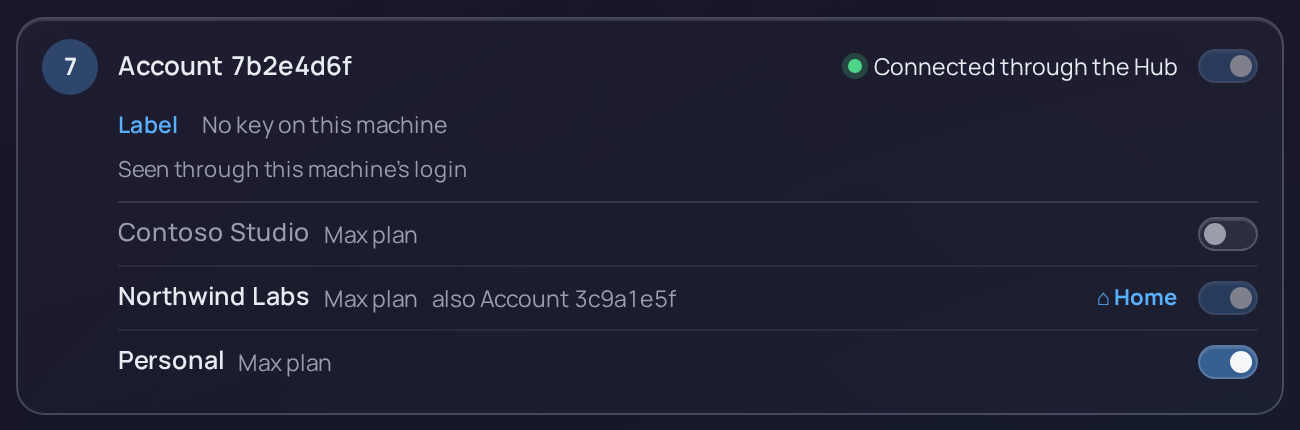 7 Account 7b2e4d6f Connected through the Hub
Label No key on this machine
Seen through this machine’s login
Contoso Studio Max plan
Northwind Labs Max plan also Account 3c9a1e5f ⌂ Home
Personal Max plan